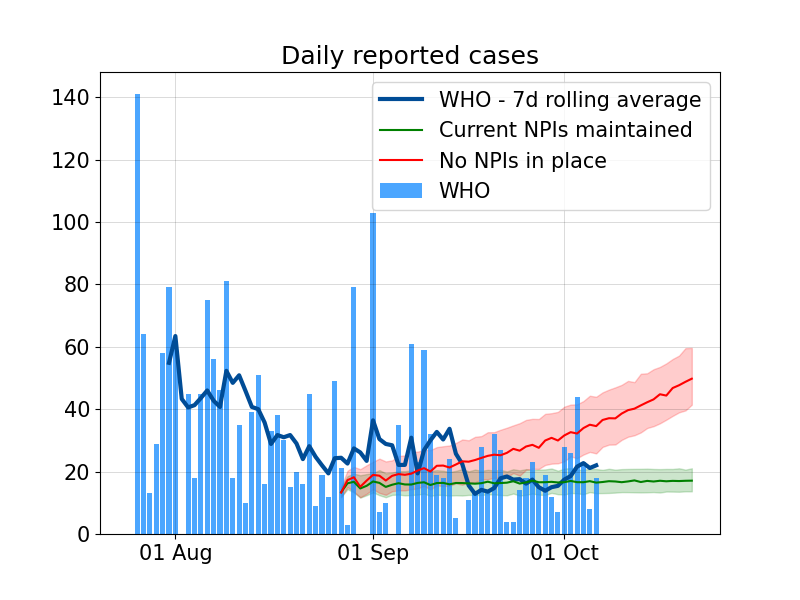 Daily reported cases
WHO - 7d rolling average
Current NPIs maintained
No NPIs in place
WHO
140
120
100
80
60
40
20
0
01 Aug
01 Sep
01 Oct